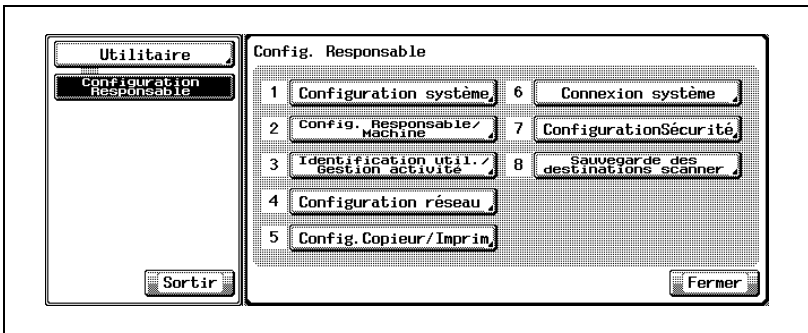 Utilitaire
Configuration
Responsable
Sortir
Config. Responsable
1 Configuration système
2 Config. Responsable/
Machine
3 Identification util./
Gestion activité
4 Configuration réseau
5 Config.Copieur/Imprim
6 Connexion système
7 ConfigurationSécurité
8 Sauvegarde des
destinations scanner
Fermer